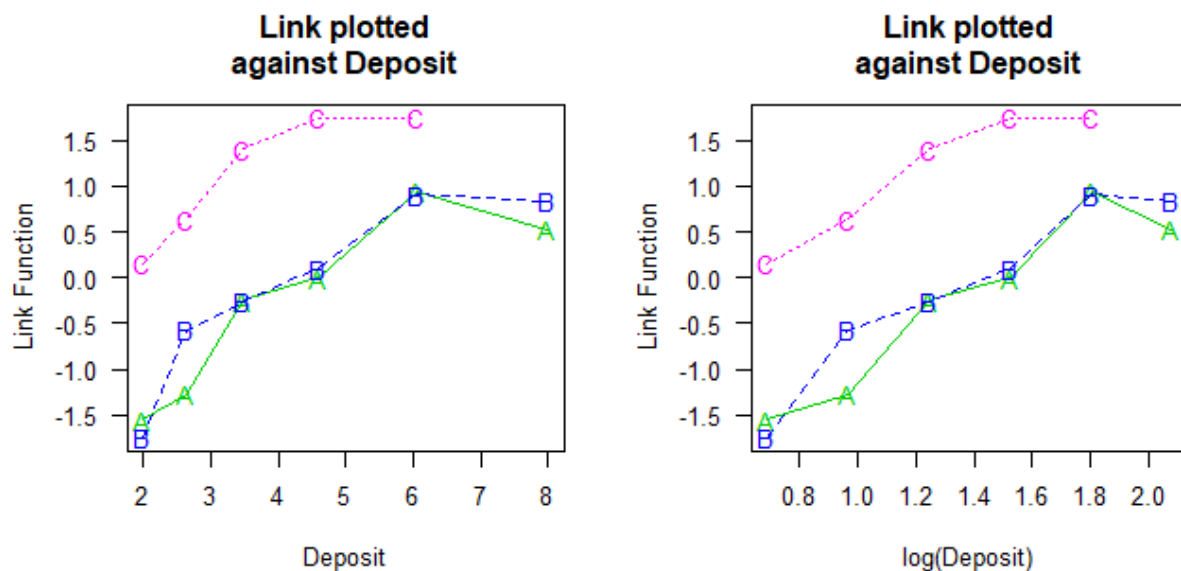 Link plotted
against Deposit
Link Function
1.5
1.0
0.5
0.0
-0.5
-1.0
-1.5
C C C C C
B B B B B B
A A A A A A
2 3 4 5 6 7 8
Deposit
Link plotted
against Deposit
Link Function
1.5
1.0
0.5
0.0
-0.5
-1.0
-1.5
C C C C C
B B B B B B
A A A A A A
0.8 1.0 1.2 1.4 1.6 1.8 2.0
log(Deposit)